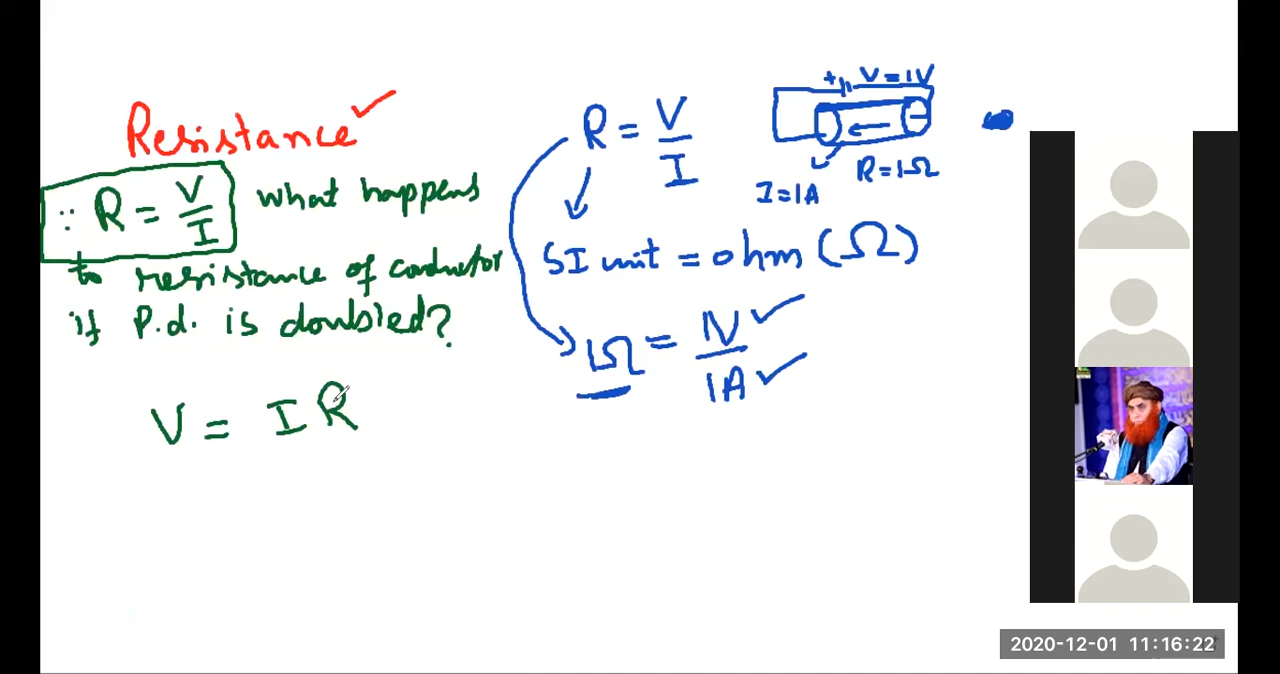 Resistance
∵ R = V/I what happens
to resistance of conductor
if P.d. is doubled?
V = IR
R = V/I
+ V = 1V
R = 1Ω
I = 1A
SI unit = ohm (Ω)
1Ω = 1V/1A
2020-12-01 11:16:22